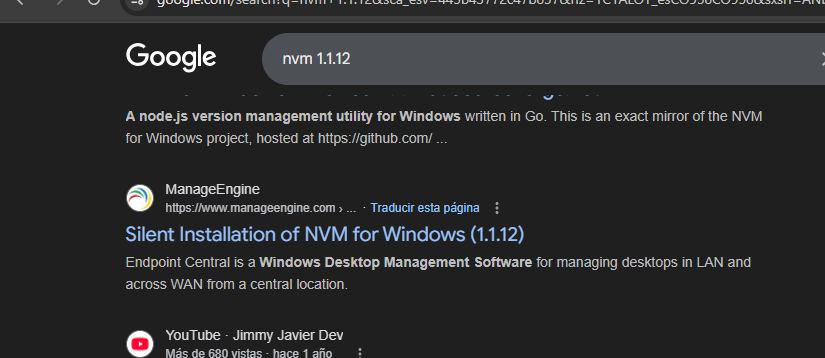 Google
nvm 1.1.12
A node.js version management utility for Windows written in Go. This is an exact mirror of the NVM
for Windows project, hosted at https://github.com/ ...
ManageEngine
https://www.manageengine.com › ... · Traducir esta página
Silent Installation of NVM for Windows (1.1.12)
Endpoint Central is a Windows Desktop Management Software for managing desktops in LAN and
across WAN from a central location.
YouTube · Jimmy Javier Dev
Más de 680 vistas · hace 1 año